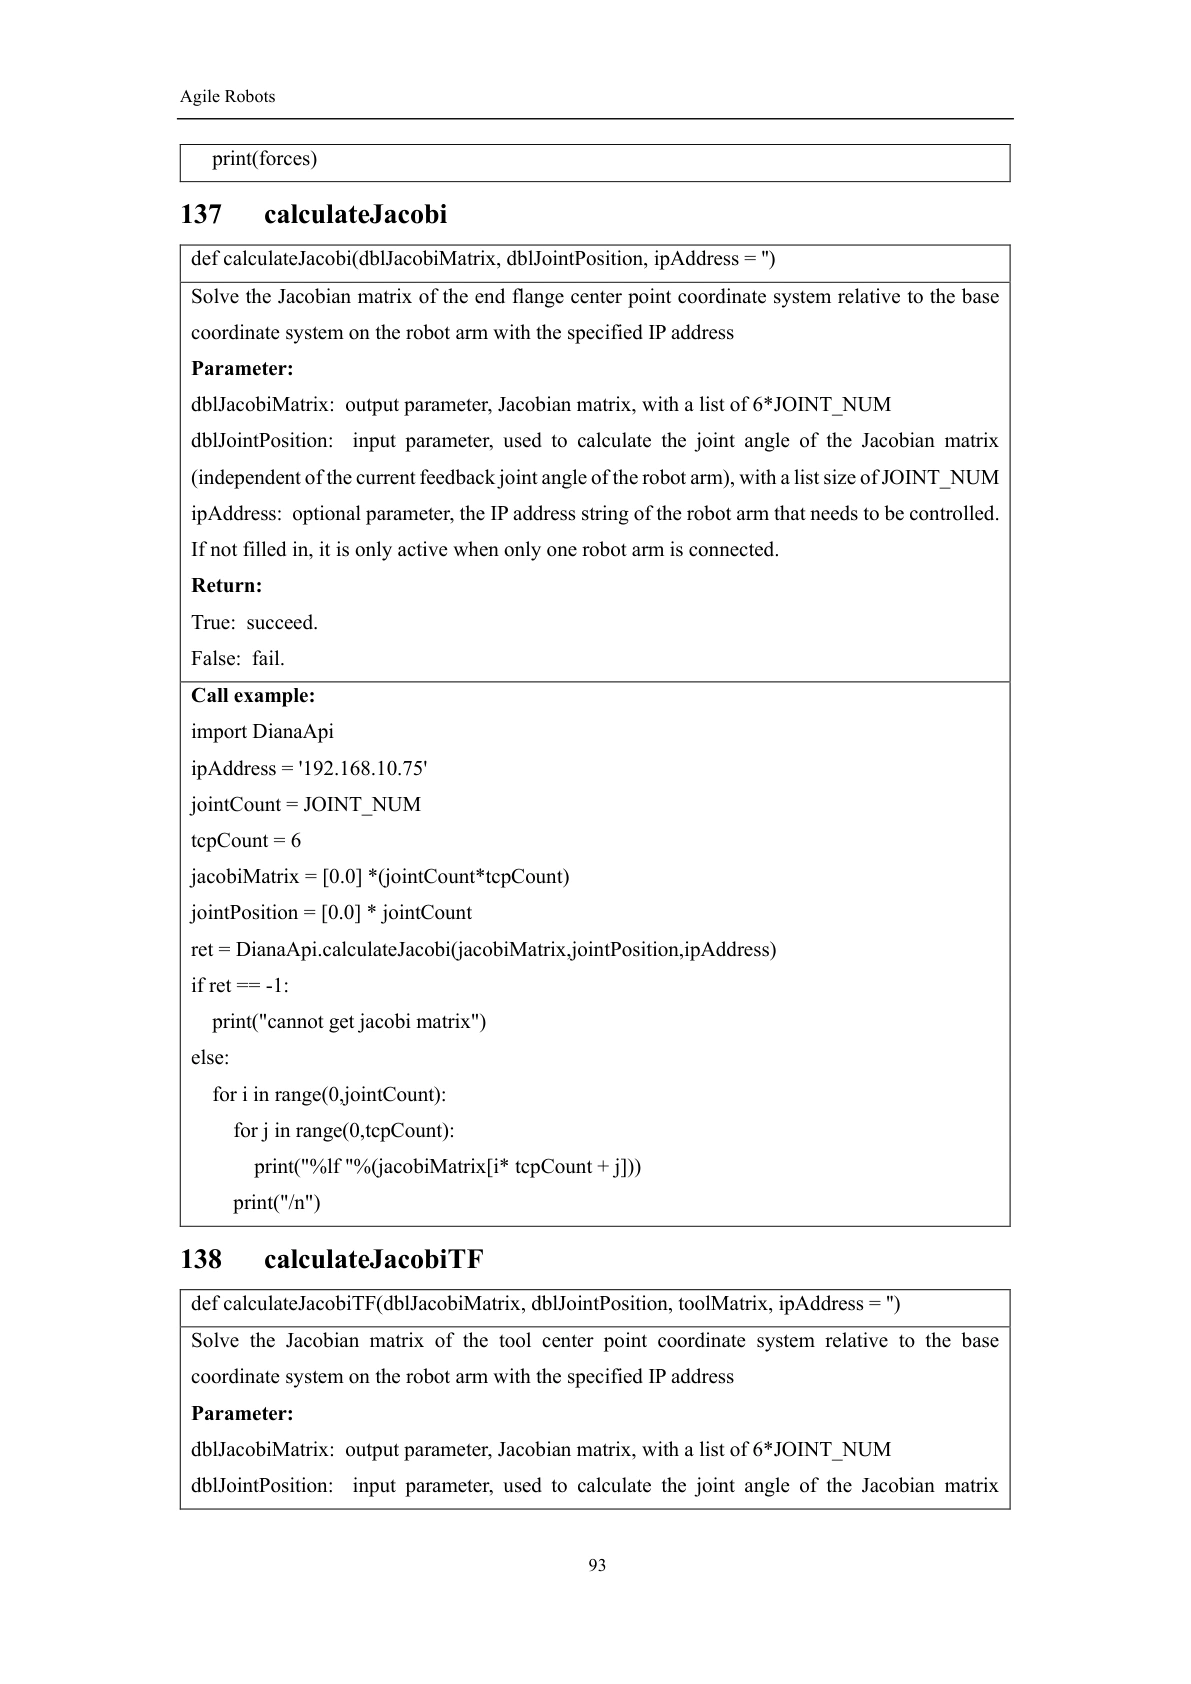 Agile Robots
print(forces)
137 calculateJacobi
def calculateJacobi(dblJacobiMatrix, dblJointPosition, ipAddress = '')
Solve the Jacobian matrix of the end flange center point coordinate system relative to the base
coordinate system on the robot arm with the specified IP address
Parameter:
dblJacobiMatrix: output parameter, Jacobian matrix, with a list of 6*JOINT_NUM
dblJointPosition: input parameter, used to calculate the joint angle of the Jacobian matrix
(independent of the current feedback joint angle of the robot arm), with a list size of JOINT_NUM
ipAddress: optional parameter, the IP address string of the robot arm that needs to be controlled.
If not filled in, it is only active when only one robot arm is connected.
Return:
True: succeed.
False: fail.
Call example:
import DianaApi
ipAddress = '192.168.10.75'
jointCount = JOINT_NUM
tcpCount = 6
jacobiMatrix = [0.0] *(jointCount*tcpCount)
jointPosition = [0.0] * jointCount
ret = DianaApi.calculateJacobi(jacobiMatrix,jointPosition,ipAddress)
if ret == -1:
print("cannot get jacobi matrix")
else:
for i in range(0,jointCount):
for j in range(0,tcpCount):
print("%lf "%(jacobiMatrix[i* tcpCount + j]))
print("/n")
138 calculateJacobiTF
def calculateJacobiTF(dblJacobiMatrix, dblJointPosition, toolMatrix, ipAddress = '')
Solve the Jacobian matrix of the tool center point coordinate system relative to the base
coordinate system on the robot arm with the specified IP address
Parameter:
dblJacobiMatrix: output parameter, Jacobian matrix, with a list of 6*JOINT_NUM
dblJointPosition: input parameter, used to calculate the joint angle of the Jacobian matrix
93